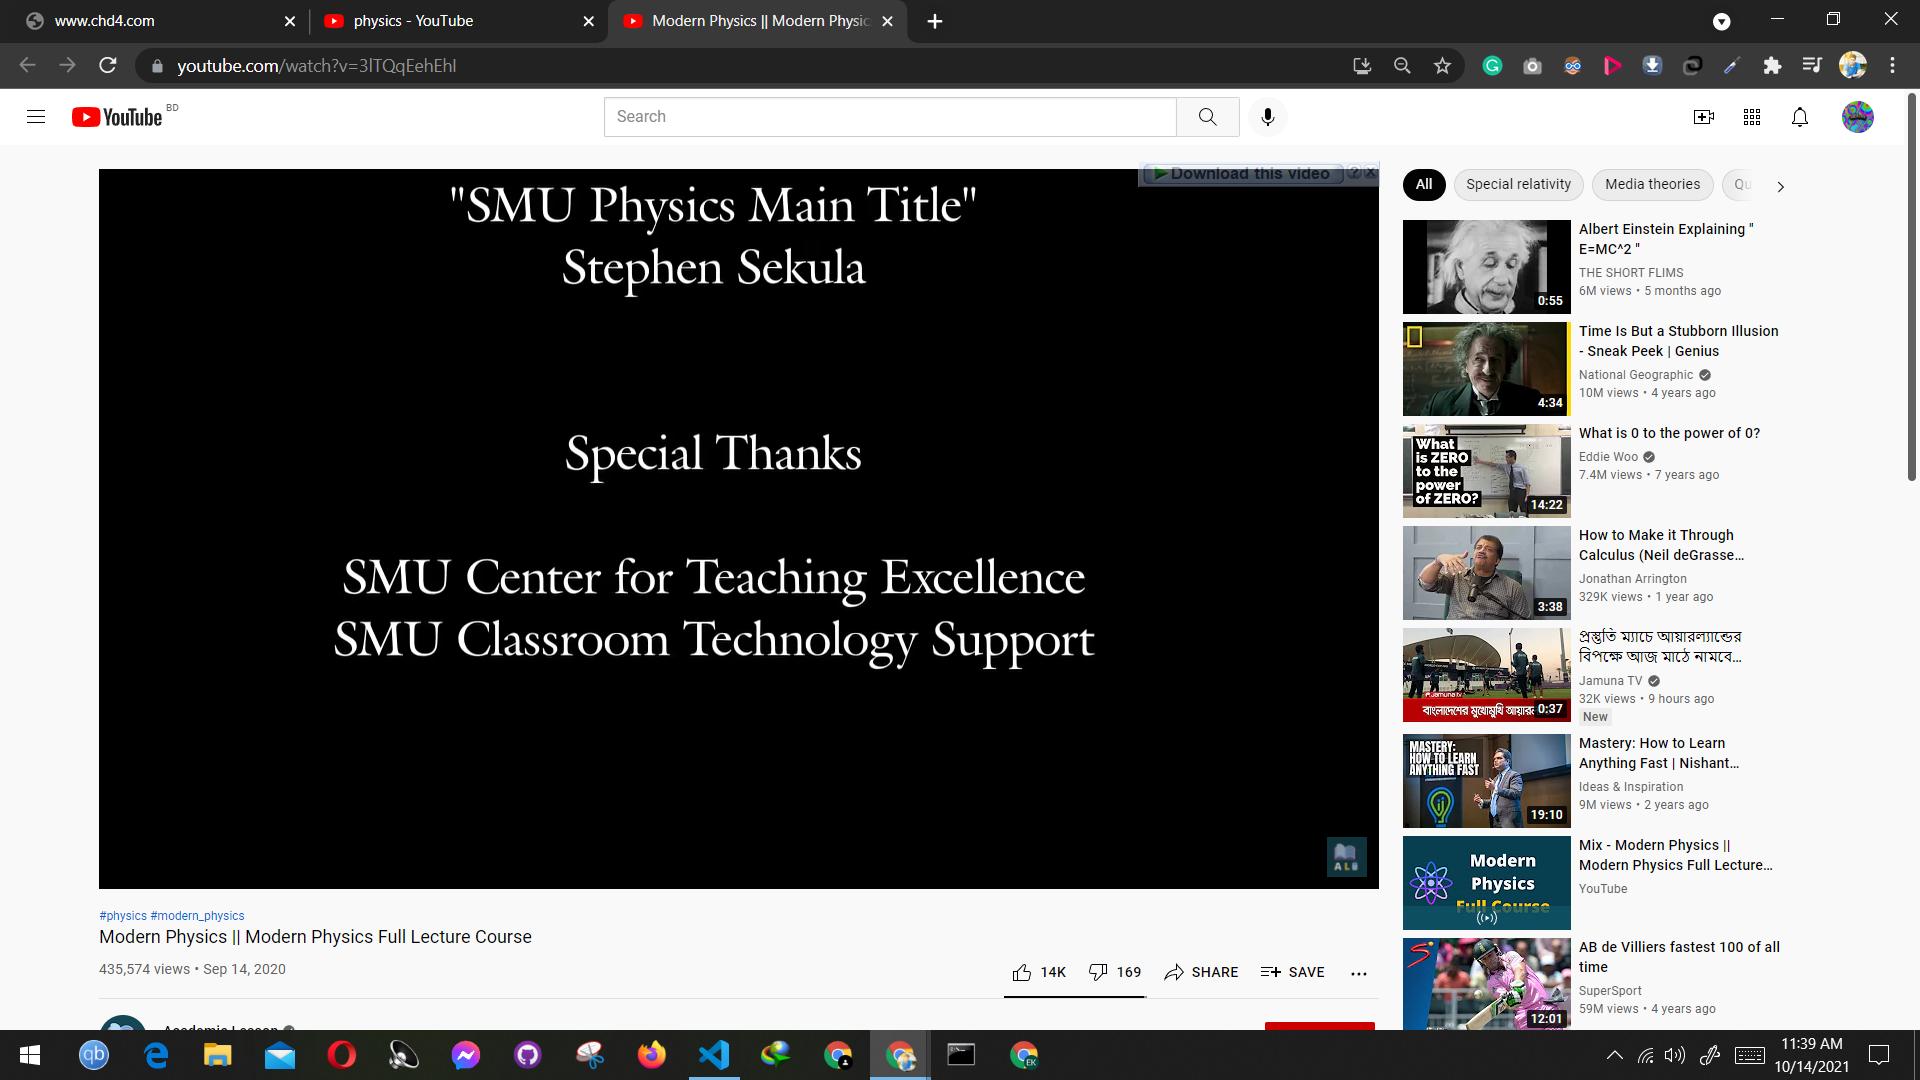 www.chd4.com
physics - YouTube
Modern Physics || Modern Physic
youtube.com/watch?v=3lTQqEehEhI
YouTube BD
Search
Download this video
"SMU Physics Main Title"
Stephen Sekula
Special Thanks
SMU Center for Teaching Excellence
SMU Classroom Technology Support
ALB
#physics #modern_physics
Modern Physics || Modern Physics Full Lecture Course
435,574 views • Sep 14, 2020
14K
169
SHARE
SAVE
All
Special relativity
Media theories
Qu
Albert Einstein Explaining "
E=MC^2 "
THE SHORT FLIMS
6M views • 5 months ago
0:55
Time Is But a Stubborn Illusion
- Sneak Peek | Genius
National Geographic
10M views • 4 years ago
4:34
What
is ZERO
to the
power
of ZERO?
14:22
What is 0 to the power of 0?
Eddie Woo
7.4M views • 7 years ago
How to Make it Through
Calculus (Neil deGrasse...
Jonathan Arrington
329K views • 1 year ago
3:38
প্রস্তুতি ম্যাচে আয়ারল্যান্ডের
বিপক্ষে আজ মাঠে নামবে...
Jamuna TV
32K views • 9 hours ago
New
Jamuna tv
বাংলাদেশের মুখোমুখি আয়ার
0:37
MASTERY:
HOW TO LEARN
ANYTHING FAST
19:10
Mastery: How to Learn
Anything Fast | Nishant...
Ideas & Inspiration
9M views • 2 years ago
Modern
Physics
Full Course
Mix - Modern Physics ||
Modern Physics Full Lecture...
YouTube
AB de Villiers fastest 100 of all
time
SuperSport
59M views • 4 years ago
12:01
qb
EK
11:39 AM
10/14/2021